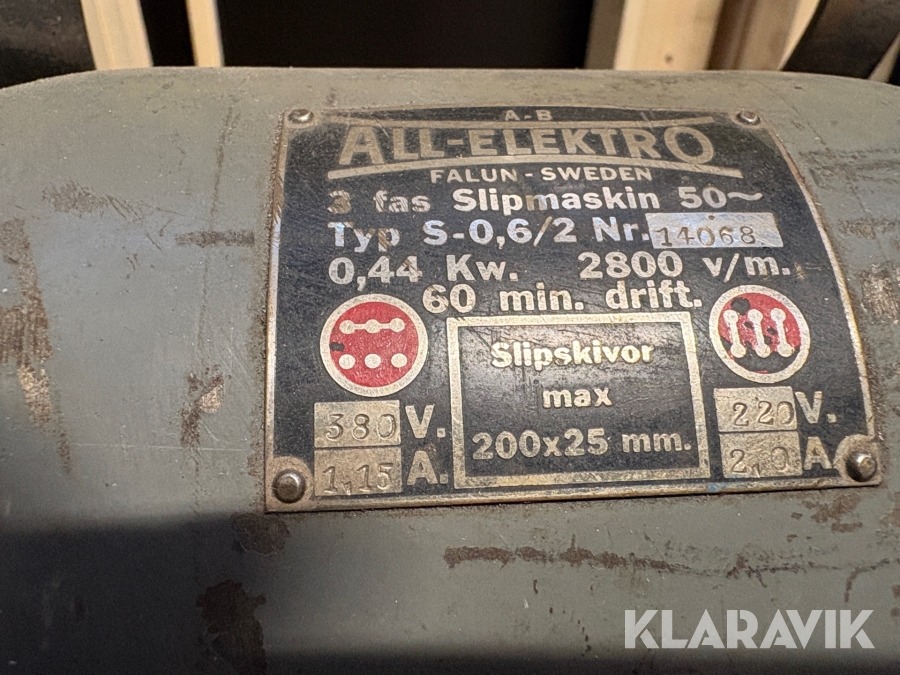 A-B
ALL-ELEKTRO
FALUN - SWEDEN
3 fas Slipmaskin 50~
Typ S-0,6/2 Nr. 14068
0,44 Kw. 2800 v/m.
60 min. drift.
Slipskivor
max
200x25 mm.
380 V.
1,15 A.
220 V.
2,0 A
KLARAVIK